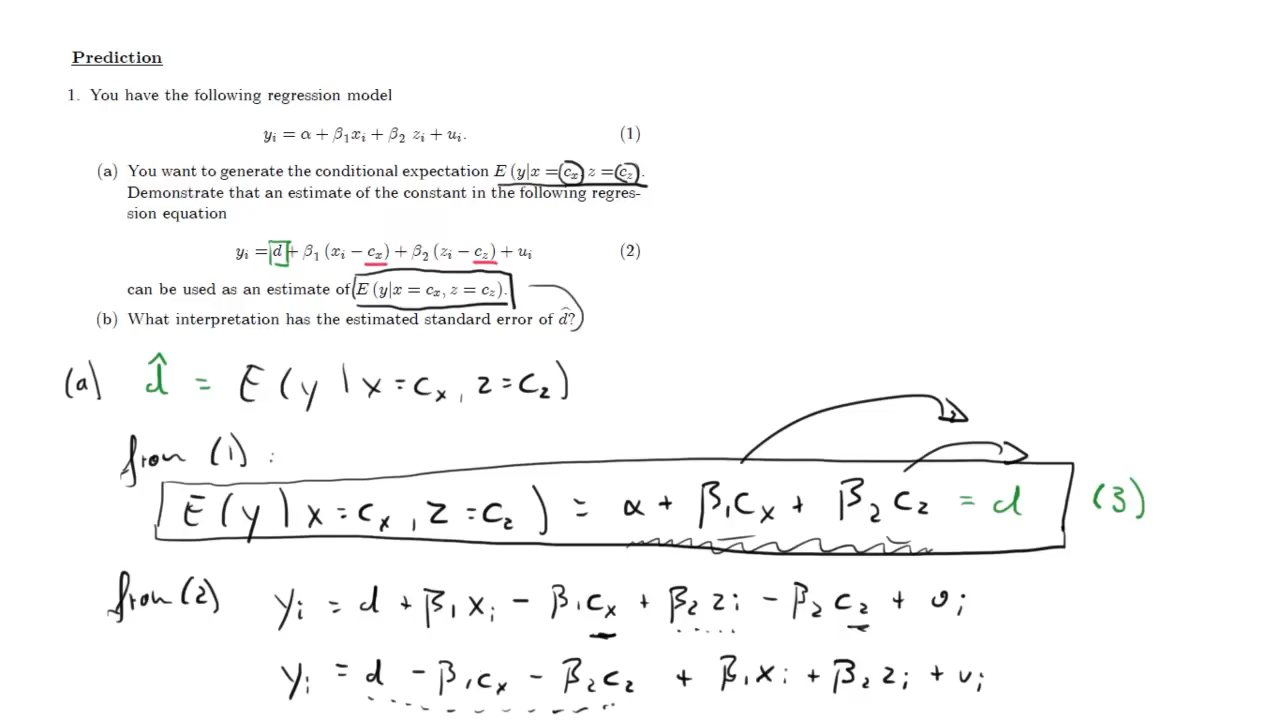 Prediction
1. You have the following regression model
yᵢ = α + β₁xᵢ + β₂ zᵢ + uᵢ. (1)
(a) You want to generate the conditional expectation E (y|x = cₓ, z = c_z).
Demonstrate that an estimate of the constant in the following regres-
sion equation
yᵢ = d + β₁ (xᵢ − cₓ) + β₂ (zᵢ − c_z) + uᵢ (2)
can be used as an estimate of E (y|x = cₓ, z = c_z).
(b) What interpretation has the estimated standard error of d̂?
(a) d̂ = E ( y | x = cₓ , z = c_z )
from (1) :
E ( y | x = cₓ , z = c_z ) = α + β₁cₓ + β₂ c_z = d (3)
from (2) yᵢ = d + β₁ xᵢ − β₁cₓ + β₂ zᵢ − β₂ c_z + uᵢ
yᵢ = d − β₁cₓ − β₂c_z + β₁xᵢ + β₂ zᵢ + uᵢ